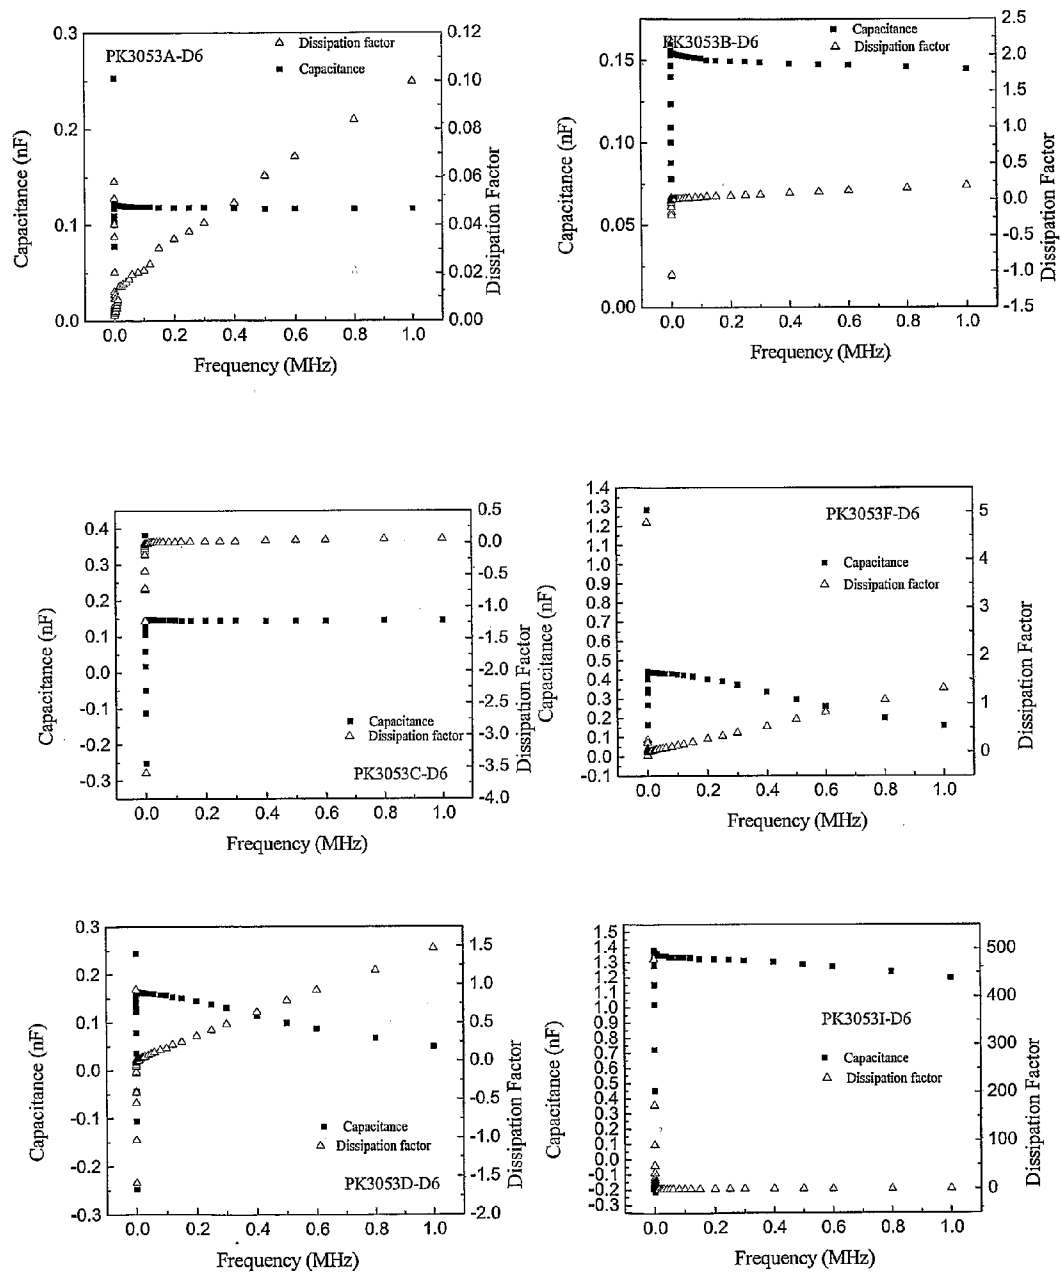 PK3053A-D6
Dissipation factor
Capacitance
0.3
0.2
0.1
0.0
Capacitance (nF)
0.12
0.10
0.08
0.06
0.04
0.02
0.00
Dissipation Factor
0.0 0.2 0.4 0.6 0.8 1.0
Frequency (MHz)
PK3053B-D6
Capacitance
Dissipation factor
0.15
0.10
0.05
0.00
Capacitance (nF)
2.5
2.0
1.5
1.0
0.5
0.0
-0.5
-1.0
-1.5
Dissipation Factor
0.0 0.2 0.4 0.6 0.8 1.0
Frequency (MHz)
0.4
0.3
0.2
0.1
0.0
-0.1
-0.2
-0.3
Capacitance (nF)
Capacitance
Dissipation factor
PK3053C-D6
0.5
0.0
-0.5
-1.0
-1.5
-2.0
-2.5
-3.0
-3.5
-4.0
Dissipation Factor
0.0 0.2 0.4 0.6 0.8 1.0
Frequency (MHz)
PK3053F-D6
Capacitance
Dissipation factor
1.4
1.3
1.2
1.1
1.0
0.9
0.8
0.7
0.6
0.5
0.4
0.3
0.2
0.1
0.0
-0.1
Capacitance (nF)
5
4
3
2
1
0
Dissipation Factor
0.0 0.2 0.4 0.6 0.8 1.0
Frequency (MHz)
0.3
0.2
0.1
0.0
-0.1
-0.2
-0.3
Capacitance (nF)
Capacitance
Dissipation factor
PK3053D-D6
1.5
1.0
0.5
0.0
-0.5
-1.0
-1.5
-2.0
Dissipation Factor
0.0 0.2 0.4 0.6 0.8 1.0
Frequency (MHz)
PK3053I-D6
Capacitance
Dissipation factor
1.5
1.4
1.3
1.2
1.1
1.0
0.9
0.8
0.7
0.6
0.5
0.4
0.3
0.2
0.1
0.0
-0.1
-0.2
-0.3
Capacitance (nF)
500
400
300
200
100
0
Dissipation Factor
0.0 0.2 0.4 0.6 0.8 1.0
Frequency (MHz)